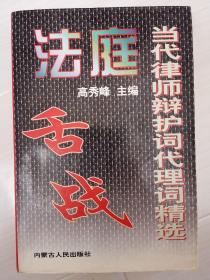 法庭
舌战
高秀峰 主编
当代律师辩护词代理词精选
内蒙古人民出版社